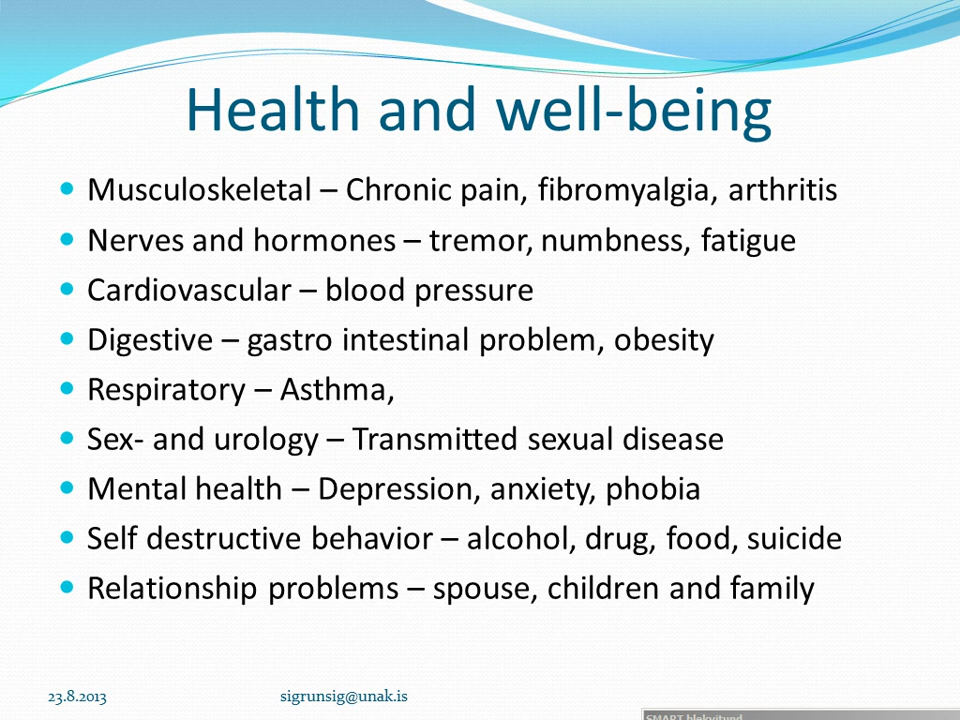 Health and well-being
• Musculoskeletal – Chronic pain, fibromyalgia, arthritis
• Nerves and hormones – tremor, numbness, fatigue
• Cardiovascular – blood pressure
• Digestive – gastro intestinal problem, obesity
• Respiratory – Asthma,
• Sex- and urology – Transmitted sexual disease
• Mental health – Depression, anxiety, phobia
• Self destructive behavior – alcohol, drug, food, suicide
• Relationship problems – spouse, children and family
23.8.2013 sigrunsig@unak.is
SMART